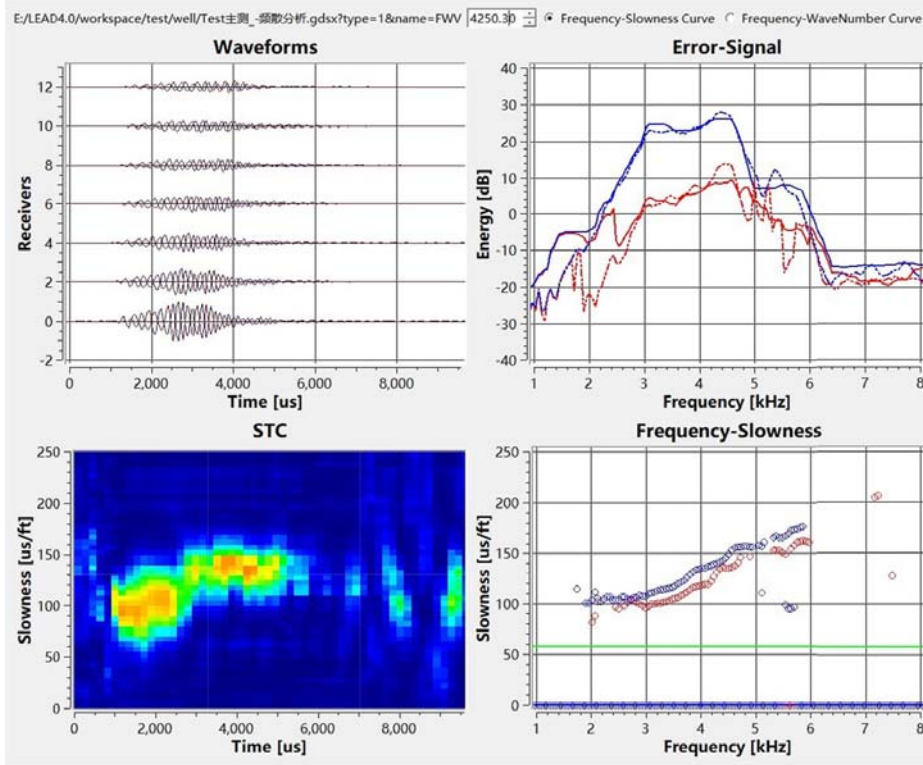 E:/LEAD4.0/workspace/test/well/Test主测_-频散分析.gdsx?type=1&name=FWV 4250.30 Frequency-Slowness Curve Frequency-WaveNumber Curve
Waveforms
Error-Signal
Receivers
12
10
8
6
4
2
0
-2
0 2,000 4,000 6,000 8,000
Time [us]
Energy [dB]
40
30
20
10
0
-10
-20
-30
-40
1 2 3 4 5 6 7 8
Frequency [kHz]
STC
Frequency-Slowness
Slowness [us/ft]
250
200
150
100
50
0
0 2,000 4,000 6,000 8,000
Time [us]
Slowness [us/ft]
250
200
150
100
50
0
1 2 3 4 5 6 7 8
Frequency [kHz]